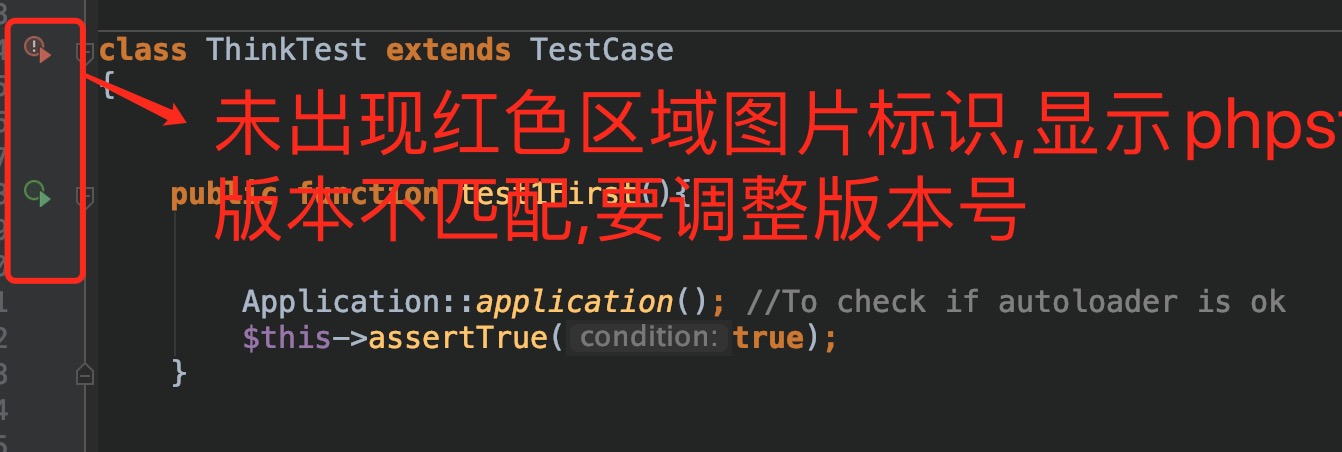 class ThinkTest extends TestCase
{
未出现红色区域图片标识,显示phpst
public function test1First(){
版本不匹配,要调整版本号
Application::application(); //To check if autoloader is ok
$this->assertTrue( condition: true);
}